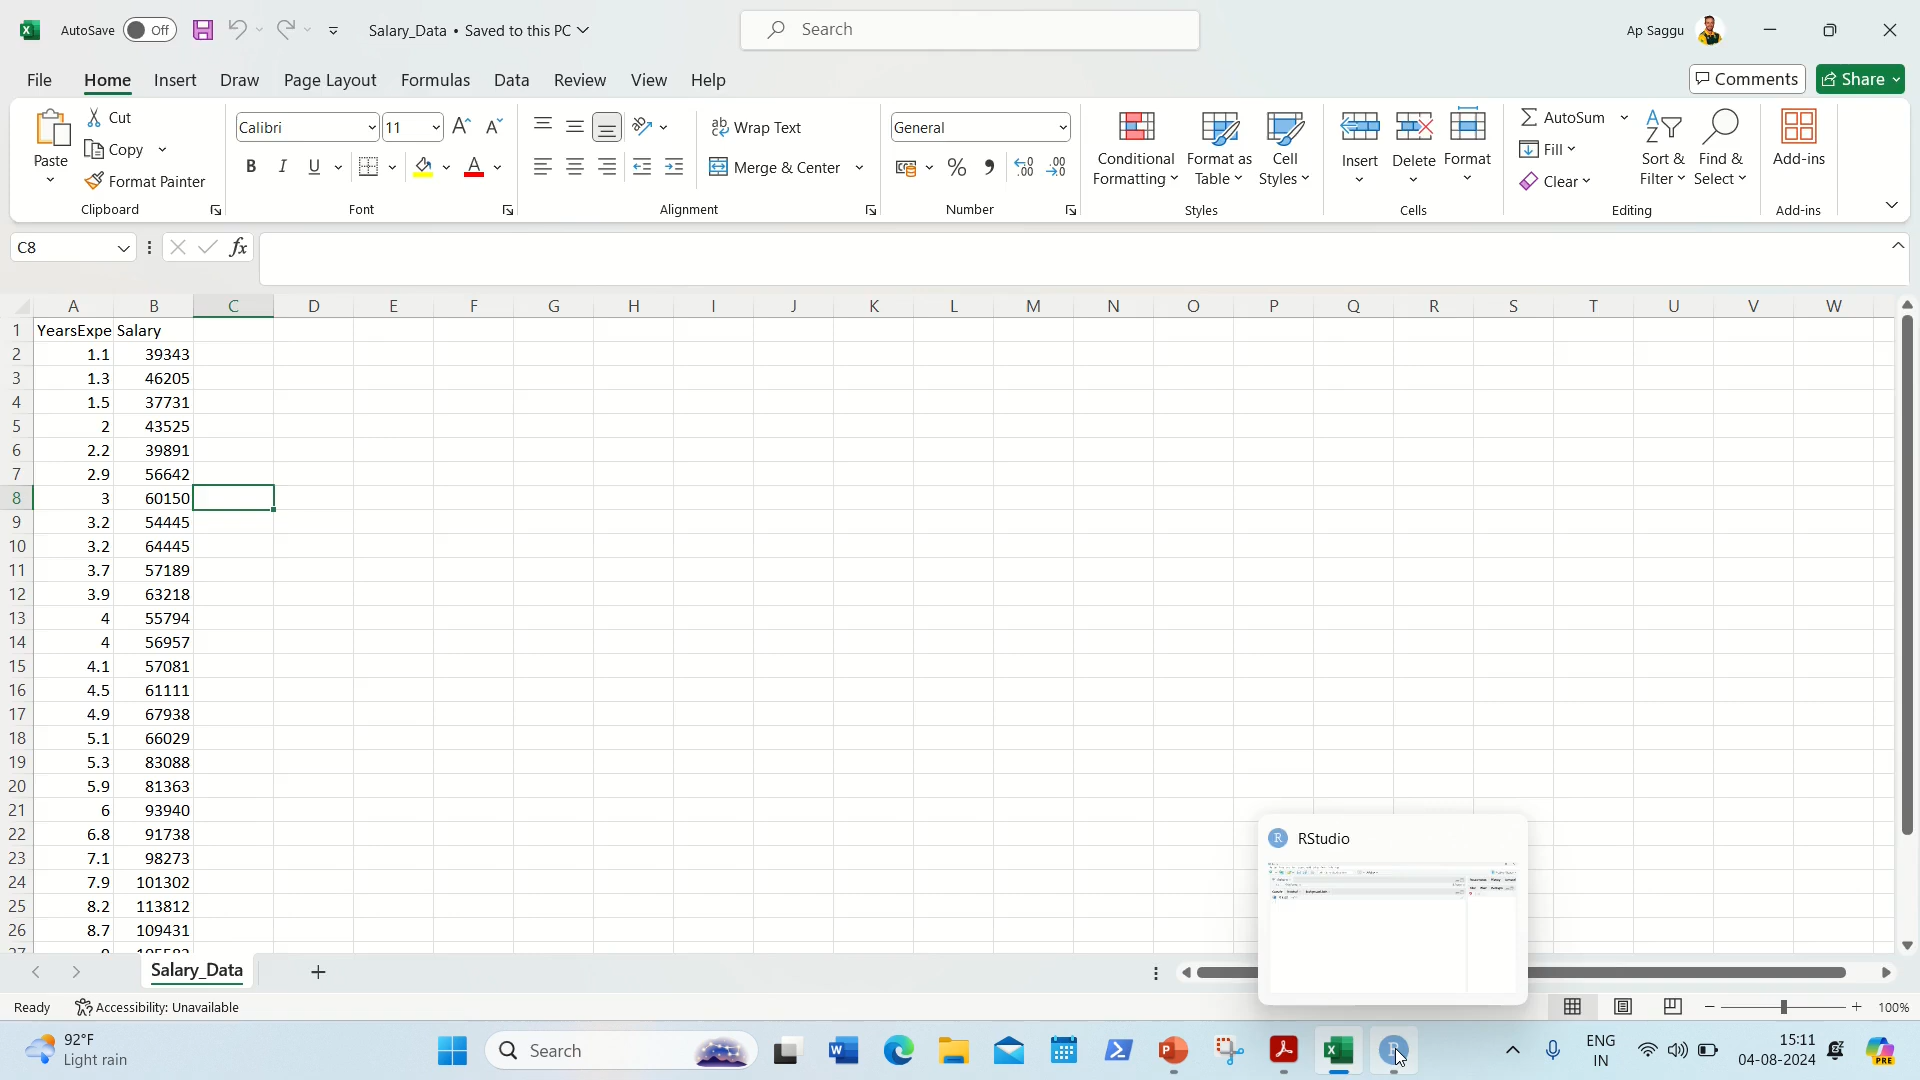 AutoSave Off Salary_Data • Saved to this PC Search Ap Saggu
File Home Insert Draw Page Layout Formulas Data Review View Help Comments Share
Paste Cut Copy Format Painter Clipboard
Calibri 11 B I U A Font
Wrap Text Merge & Center Alignment
General % Number
Conditional Formatting Format as Table Cell Styles Styles
Insert Delete Format Cells
AutoSum Fill Clear Sort & Filter Find & Select Editing
Add-ins Add-ins
C8 fx
A B C D E F G H I J K L M N O P Q R S T U V W
1 YearsExpe Salary
2 1.1 39343
3 1.3 46205
4 1.5 37731
5 2 43525
6 2.2 39891
7 2.9 56642
8 3 60150
9 3.2 54445
10 3.2 64445
11 3.7 57189
12 3.9 63218
13 4 55794
14 4 56957
15 4.1 57081
16 4.5 61111
17 4.9 67938
18 5.1 66029
19 5.3 83088
20 5.9 81363
21 6 93940
22 6.8 91738
23 7.1 98273
24 7.9 101302
25 8.2 113812
26 8.7 109431
RStudio
Salary_Data
Ready Accessibility: Unavailable 100%
92°F Search ENG 15:11
Light rain IN 04-08-2024